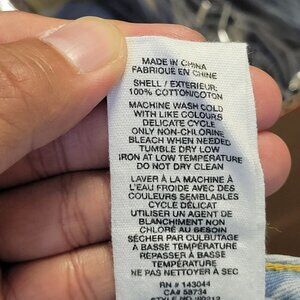 MADE IN CHINA
FABRIQUÉ EN CHINE
SHELL / EXTERIEUR:
100% COTTON/COTON
MACHINE WASH COLD
WITH LIKE COLOURS
DELICATE CYCLE
ONLY NON-CHLORINE
BLEACH WHEN NEEDED
TUMBLE DRY LOW
IRON AT LOW TEMPERATURE
DO NOT DRY CLEAN
LAVER À LA MACHINE À
L'EAU FROIDE AVEC DES
COULEURS SEMBLABLES
CYCLE DÉLICAT
UTILISER UN AGENT DE
BLANCHIMENT NON
CHLORÉ AU BESOIN
SÉCHER PAR CULBUTAGE
À BASSE TEMPÉRATURE
REPASSER À BASSE
TEMPÉRATURE
NE PAS NETTOYER À SEC
RN # 143044
CA# 58734
STYLE NO.